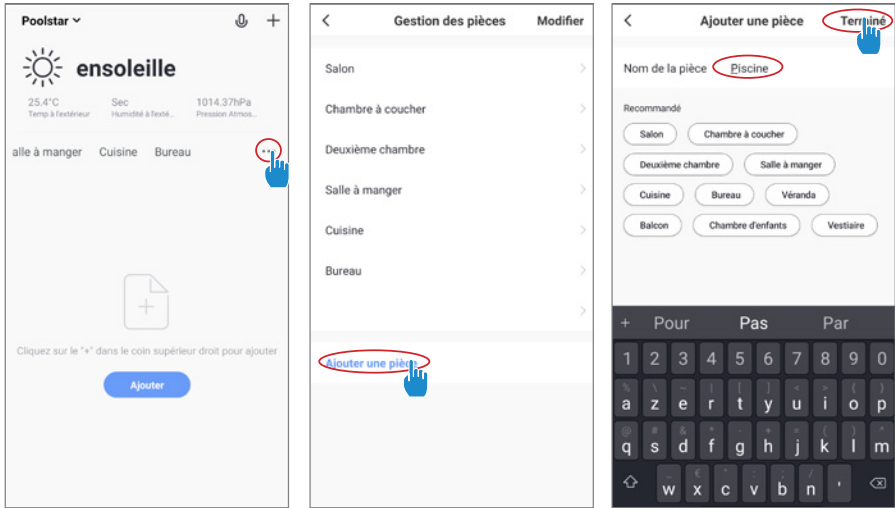 Poolstar
ensoleille
25.4°C Sec 1014.37hPa
Temp à l'extérieur Humidité à l'exté... Pression Atmos...
alle à manger Cuisine Bureau ...
Cliquez sur le "+" dans le coin supérieur droit pour ajouter
Ajouter
Gestion des pièces Modifier
Salon
Chambre à coucher
Deuxième chambre
Salle à manger
Cuisine
Bureau
Ajouter une pièce
Ajouter une pièce Terminé
Nom de la pièce Piscine
Recommandé
Salon Chambre à coucher
Deuxième chambre Salle à manger
Cuisine Bureau Véranda
Balcon Chambre d'enfants Vestiaire
+ Pour Pas Par
1 2 3 4 5 6 7 8 9 0
a z e r t y u i o p
q s d f g h j k l m
w x c v b n '